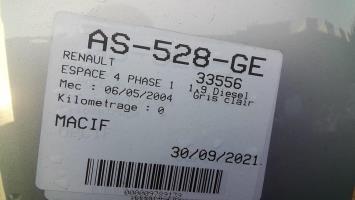 AS-528-GE
RENAULT 33556
ESPACE 4 PHASE 1 1.9 Diesel
Mec : 06/05/2004 Gris clair
Kilometrage : 0
MACIF
30/09/2021